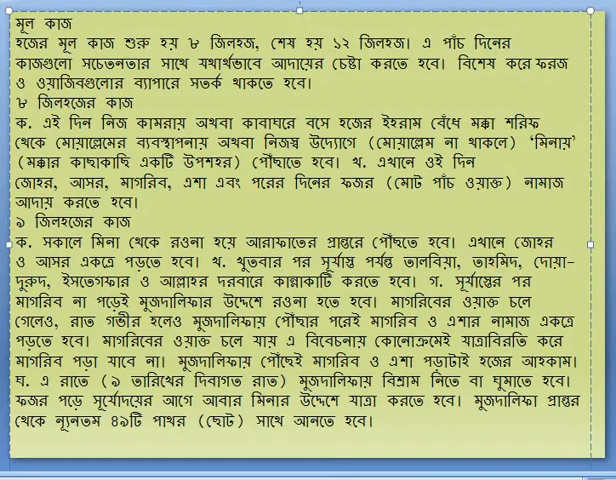 মূল কাজ
হজের মূল কাজ শুরু হয় ৮ জিলহজ, শেষ হয় ১২ জিলহজ। এ পাঁচ দিনের
কাজগুলো সচেতনতার সাথে যথার্থভাবে আদায়ের চেষ্টা করতে হবে। বিশেষ করে ফরজ
ও ওয়াজিবগুলোর ব্যাপারে সতর্ক থাকতে হবে।
৮ জিলহজের কাজ
ক. এই দিন নিজ কামরায় অথবা কাবাঘরে বসে হজের ইহরাম বেঁধে মক্কা শরিফ
থেকে মোয়াল্লেমের ব্যবস্থাপনায় অথবা নিজস্ব উদ্যোগে (মোয়াল্লেম না থাকলে) ‘মিনায়’
(মক্কার কাছাকাছি একটি উপশহর) পৌঁছাতে হবে। খ. এখানে ওই দিন
জোহর, আসর, মাগরিব, এশা এবং পরের দিনের ফজর (মোট পাঁচ ওয়াক্ত) নামাজ
আদায় করতে হবে।
৯ জিলহজের কাজ
ক. সকালে মিনা থেকে রওনা হয়ে আরাফাতের প্রান্তরে পৌঁছতে হবে। এখানে জোহর
ও আসর একত্রে পড়তে হবে। খ. খুতবার পর সূর্যাস্ত পর্যন্ত তালবিয়া, তাহমিদ, দোয়া-
দুরুদ, ইসতেগফার ও আল্লাহর দরবারে কান্নাকাটি করতে হবে। গ. সূর্যাস্তের পর
মাগরিব না পড়েই মুজদালিফার উদ্দেশে রওনা হতে হবে। মাগরিবের ওয়াক্ত চলে
গেলেও, রাত গভীর হলেও মুজদালিফায় পৌঁছার পরেই মাগরিব ও এশার নামাজ একত্রে
পড়তে হবে। মাগরিবের ওয়াক্ত চলে যায় এ বিবেচনায় কোনোক্রমেই যাত্রাবিরতি করে
মাগরিব পড়া যাবে না। মুজদালিফায় পৌঁছেই মাগরিব ও এশা পড়াটাই হজের আহকাম।
ঘ. এ রাতে (৯ তারিখের দিবাগত রাত) মুজদালিফায় বিশ্রাম নিতে বা ঘুমাতে হবে।
ফজর পড়ে সূর্যোদয়ের আগে আবার মিনার উদ্দেশে যাত্রা করতে হবে। মুজদালিফা প্রান্তর
থেকে ন্যূনতম ৪৯টি পাথর (ছোট) সাথে আনতে হবে।